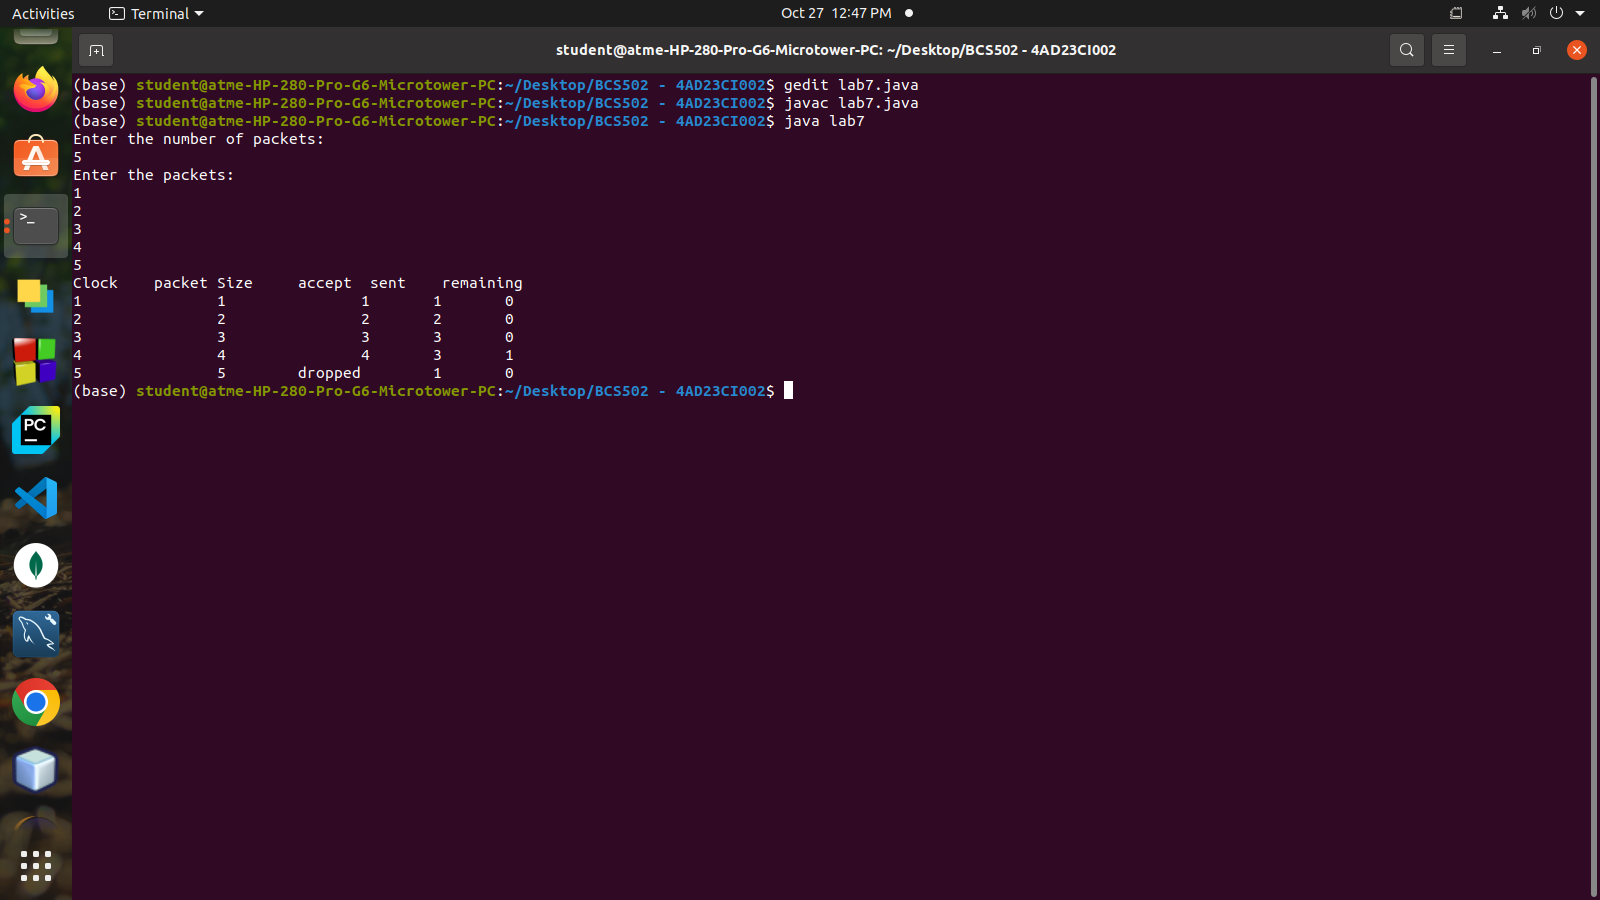 Activities Terminal Oct 27 12:47 PM
student@atme-HP-280-Pro-G6-Microtower-PC: ~/Desktop/BCS502 - 4AD23CI002
(base) student@atme-HP-280-Pro-G6-Microtower-PC:~/Desktop/BCS502 - 4AD23CI002$ gedit lab7.java
(base) student@atme-HP-280-Pro-G6-Microtower-PC:~/Desktop/BCS502 - 4AD23CI002$ javac lab7.java
(base) student@atme-HP-280-Pro-G6-Microtower-PC:~/Desktop/BCS502 - 4AD23CI002$ java lab7
Enter the number of packets:
5
Enter the packets:
1
2
3
4
5
Clock    packet Size     accept  sent    remaining
1               1               1       1       0
2               2               2       2       0
3               3               3       3       0
4               4               4       3       1
5               5        dropped        1       0
(base) student@atme-HP-280-Pro-G6-Microtower-PC:~/Desktop/BCS502 - 4AD23CI002$
>_
PC